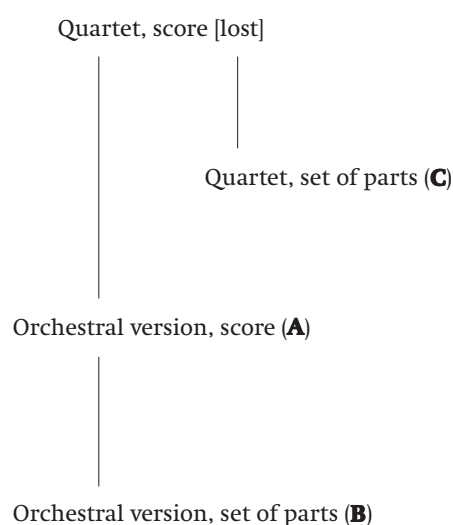 Quartet, score [lost]
Quartet, set of parts (C)
Orchestral version, score (A)
Orchestral version, set of parts (B)